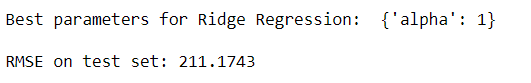 Best parameters for Ridge Regression:  {'alpha': 1}
RMSE on test set: 211.1743